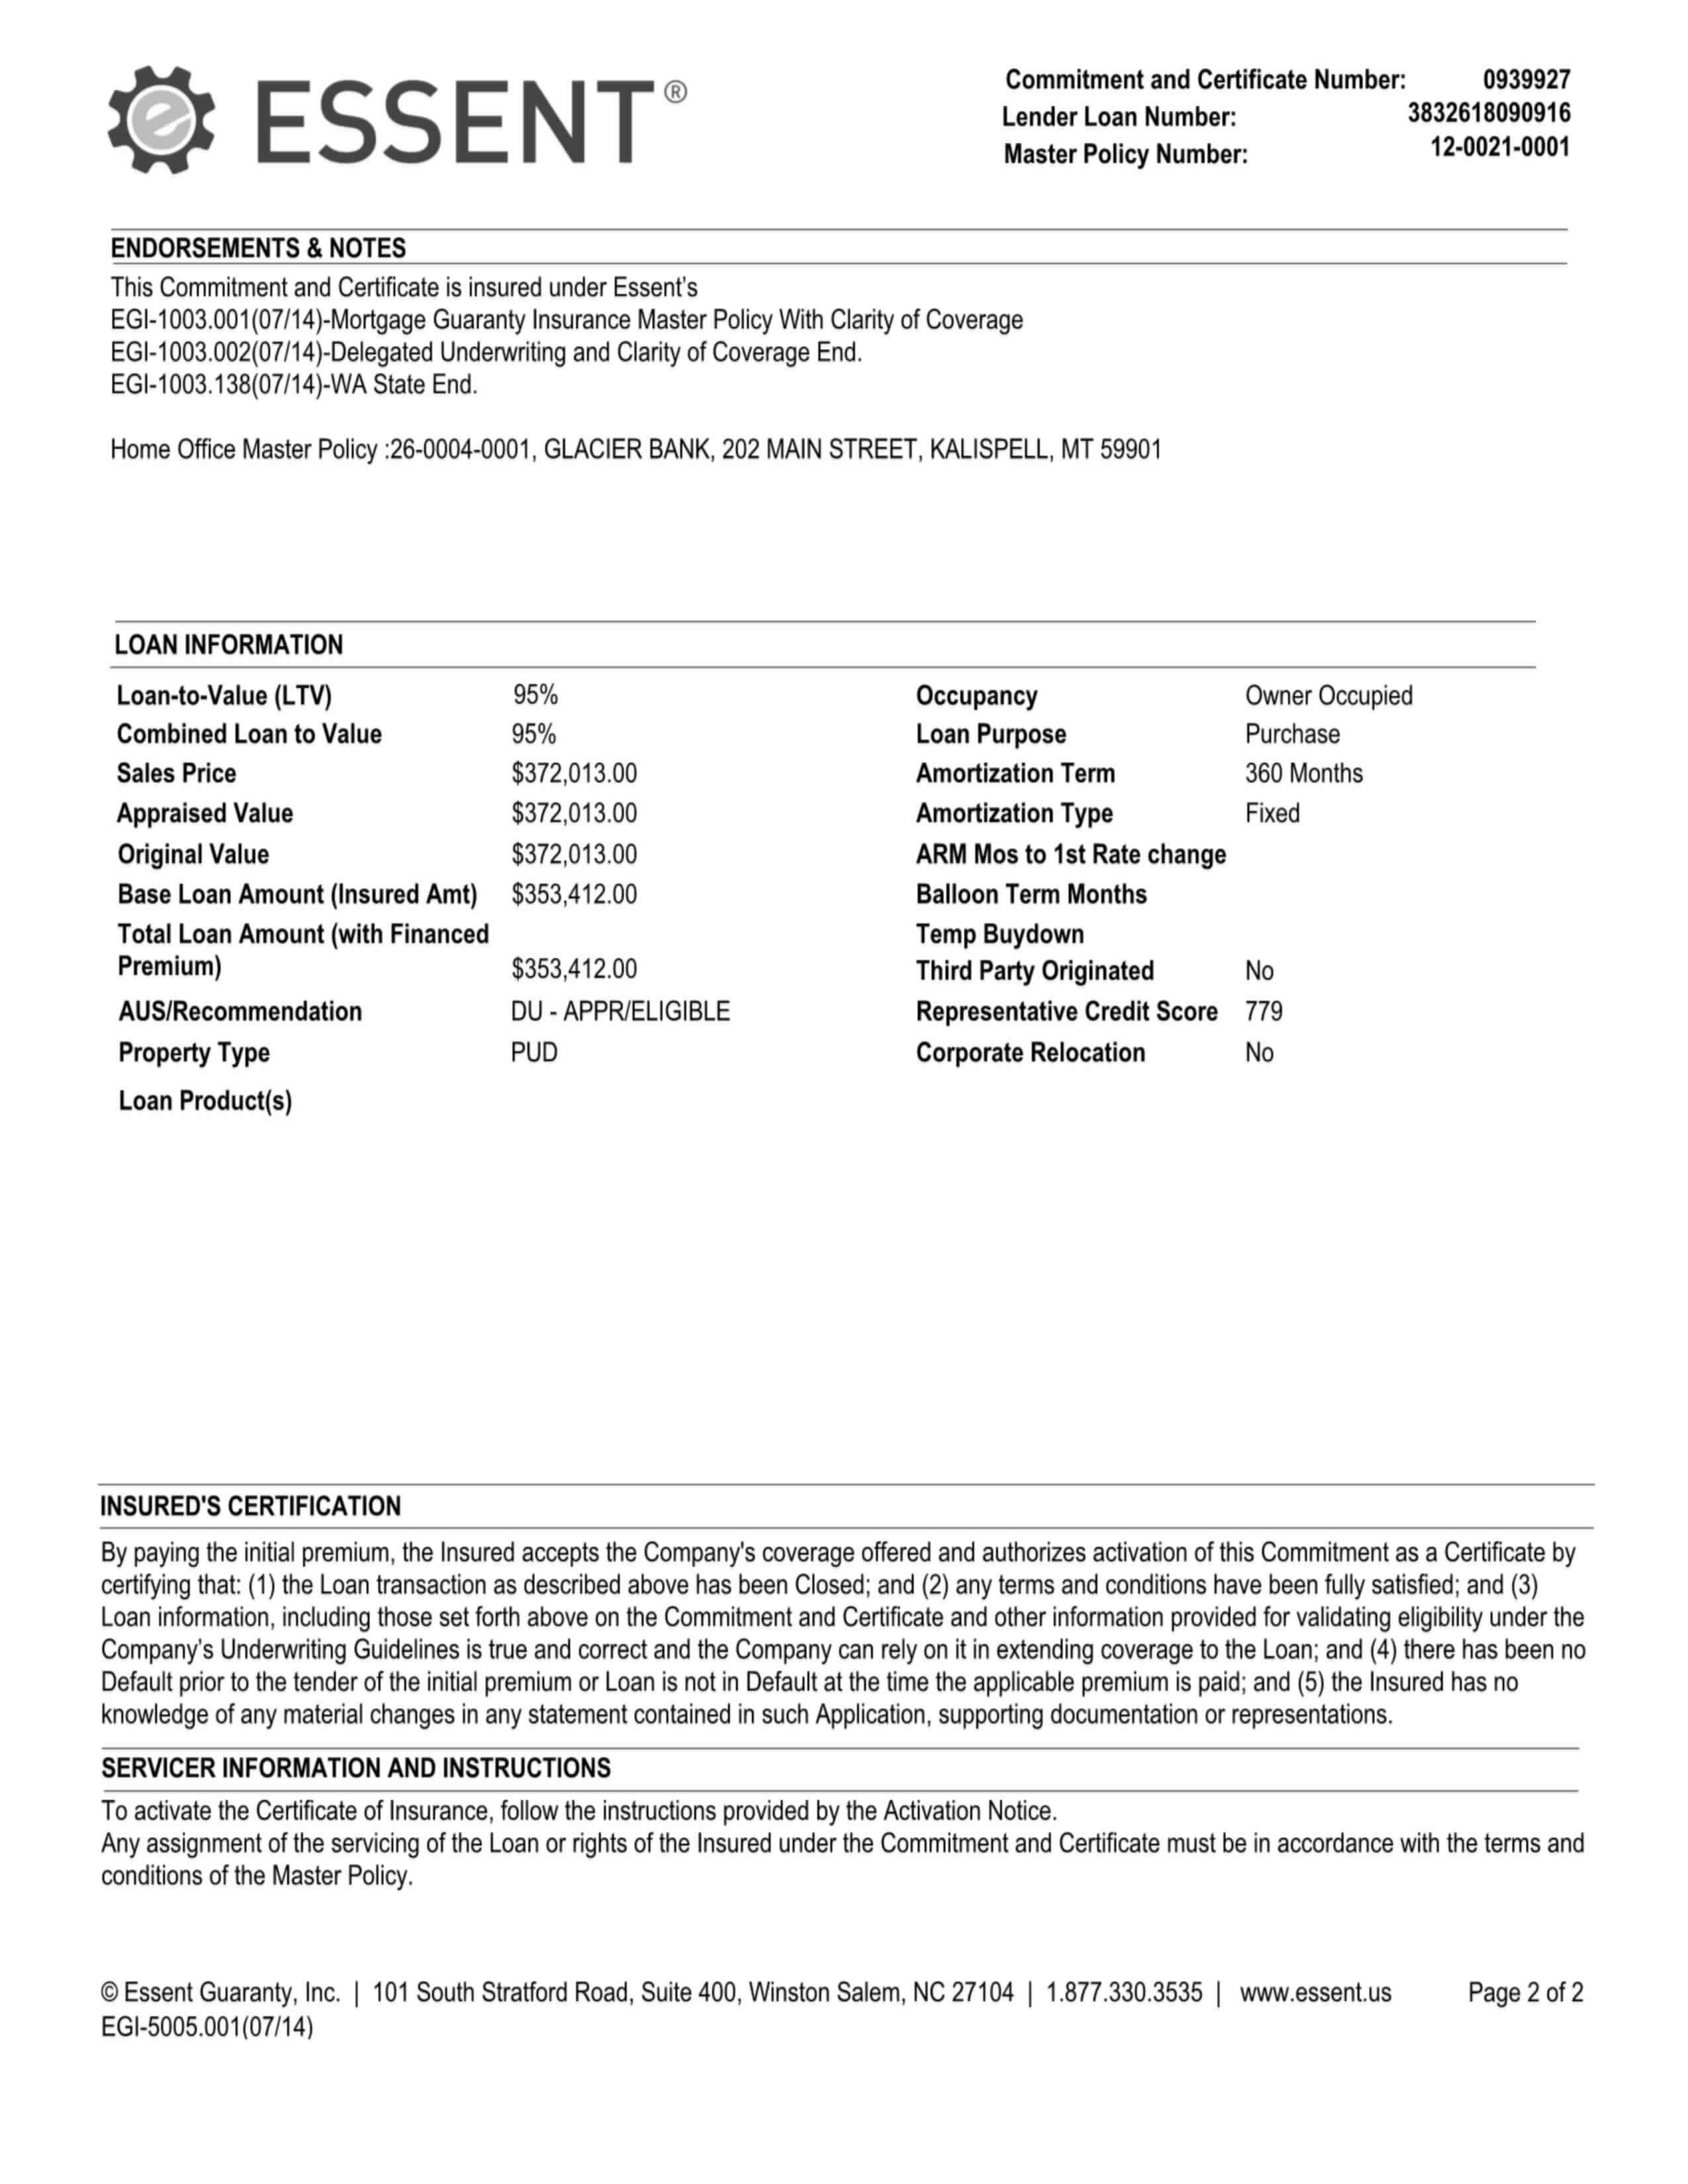 ESSENT®
Commitment and Certificate Number: 0939927
Lender Loan Number: 3832618090916
Master Policy Number: 12-0021-0001
ENDORSEMENTS & NOTES
This Commitment and Certificate is insured under Essent's
EGI-1003.001(07/14)-Mortgage Guaranty Insurance Master Policy With Clarity of Coverage
EGI-1003.002(07/14)-Delegated Underwriting and Clarity of Coverage End.
EGI-1003.138(07/14)-WA State End.
Home Office Master Policy :26-0004-0001, GLACIER BANK, 202 MAIN STREET, KALISPELL, MT 59901
LOAN INFORMATION
Loan-to-Value (LTV) 95% Occupancy Owner Occupied
Combined Loan to Value 95% Loan Purpose Purchase
Sales Price $372,013.00 Amortization Term 360 Months
Appraised Value $372,013.00 Amortization Type Fixed
Original Value $372,013.00 ARM Mos to 1st Rate change
Base Loan Amount (Insured Amt) $353,412.00 Balloon Term Months
Total Loan Amount (with Financed Temp Buydown
Premium) $353,412.00 Third Party Originated No
AUS/Recommendation DU - APPR/ELIGIBLE Representative Credit Score 779
Property Type PUD Corporate Relocation No
Loan Product(s)
INSURED'S CERTIFICATION
By paying the initial premium, the Insured accepts the Company's coverage offered and authorizes activation of this Commitment as a Certificate by
certifying that: (1) the Loan transaction as described above has been Closed; and (2) any terms and conditions have been fully satisfied; and (3)
Loan information, including those set forth above on the Commitment and Certificate and other information provided for validating eligibility under the
Company’s Underwriting Guidelines is true and correct and the Company can rely on it in extending coverage to the Loan; and (4) there has been no
Default prior to the tender of the initial premium or Loan is not in Default at the time the applicable premium is paid; and (5) the Insured has no
knowledge of any material changes in any statement contained in such Application, supporting documentation or representations.
SERVICER INFORMATION AND INSTRUCTIONS
To activate the Certificate of Insurance, follow the instructions provided by the Activation Notice.
Any assignment of the servicing of the Loan or rights of the Insured under the Commitment and Certificate must be in accordance with the terms and
conditions of the Master Policy.
© Essent Guaranty, Inc. | 101 South Stratford Road, Suite 400, Winston Salem, NC 27104 | 1.877.330.3535 | www.essent.us Page 2 of 2
EGI-5005.001(07/14)